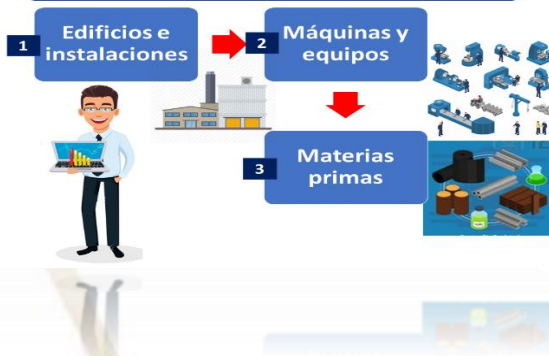 1
Edificios e
instalaciones
2
Máquinas y
equipos
3
Materias
primas